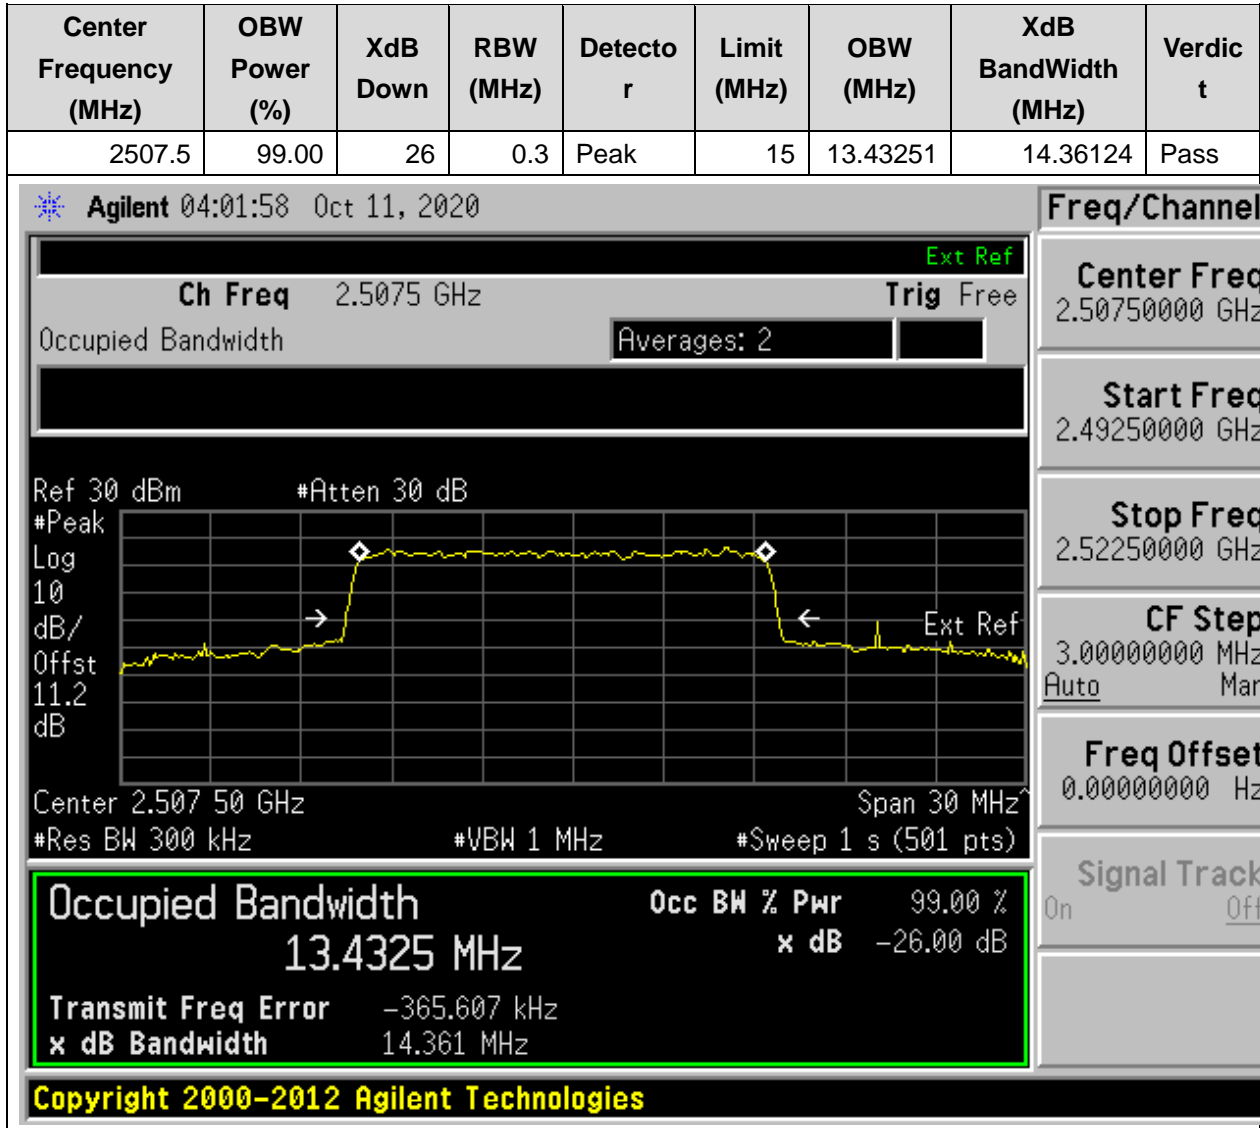 Center Frequency (MHz) OBW Power (%) XdB Down RBW (MHz) Detecto r Limit (MHz) OBW (MHz) XdB BandWidth (MHz) Verdic t
2507.5 99.00 26 0.3 Peak 15 13.43251 14.36124 Pass
Agilent 04:01:58 Oct 11, 2020
Ext Ref
Ch Freq 2.5075 GHz Trig Free
Occupied Bandwidth Averages: 2
Ref 30 dBm #Atten 30 dB
#Peak
Log
10
dB/
Offst
11.2
dB
Ext Ref
Center 2.507 50 GHz Span 30 MHz^
#Res BW 300 kHz #VBW 1 MHz #Sweep 1 s (501 pts)
Occupied Bandwidth Occ BW % Pwr 99.00 %
13.4325 MHz x dB -26.00 dB
Transmit Freq Error -365.607 kHz
x dB Bandwidth 14.361 MHz
Copyright 2000-2012 Agilent Technologies
Freq/Channel
Center Freq
2.50750000 GHz
Start Freq
2.49250000 GHz
Stop Freq
2.52250000 GHz
CF Step
3.00000000 MHz
Auto Man
Freq Offset
0.00000000 Hz
Signal Track
On Off